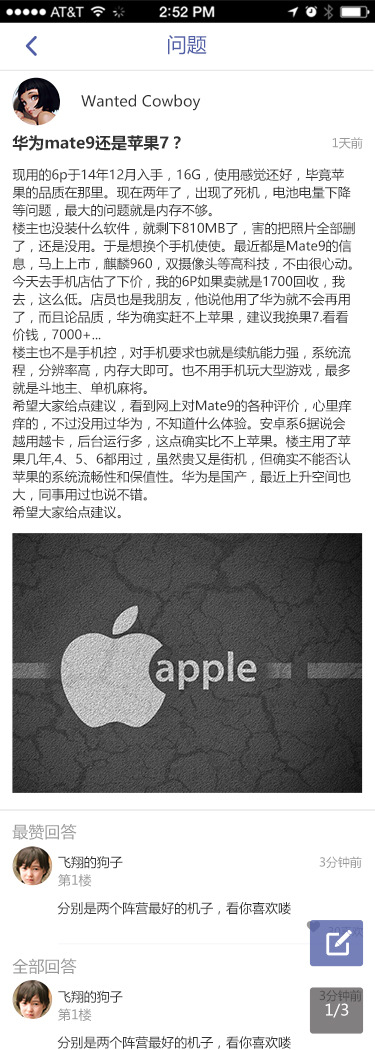 AT&T 2:52 PM
问题
Wanted Cowboy
华为mate9还是苹果7？ 1天前
现用的6p于14年12月入手，16G，使用感觉还好，毕竟苹
果的品质在那里。现在两年了，出现了死机，电池电量下降
等问题，最大的问题就是内存不够。
楼主也没装什么软件，就剩下810MB了，害的把照片全部删
了，还是没用。于是想换个手机使使。最近都是Mate9的信
息，马上上市，麒麟960，双摄像头等高科技，不由很心动。
今天去手机店估了下价，我的6P如果卖就是1700回收，我
去，这么低。店员也是我朋友，他说他用了华为就不会再用
了，而且论品质，华为确实赶不上苹果，建议我换果7.看看
价钱，7000+...
楼主也不是手机控，对手机要求也就是续航能力强，系统流
程，分辨率高，内存大即可。也不用手机玩大型游戏，最多
就是斗地主、单机麻将。
希望大家给点建议，看到网上对Mate9的各种评价，心里痒
痒的，不过没用过华为，不知道什么体验。安卓系6据说会
越用越卡，后台运行多，这点确实比不上苹果。楼主用了苹
果几年,4、5、6都用过，虽然贵又是街机，但确实不能否认
苹果的系统流畅性和保值性。华为是国产，最近上升空间也
大，同事用过也说不错。
希望大家给点建议。
apple
最赞回答
飞翔的狗子 3分钟前
第1楼
分别是两个阵营最好的机子，看你喜欢喽
全部回答
飞翔的狗子 3分钟前
第1楼
1/3
分别是两个阵营最好的机子，看你喜欢喽